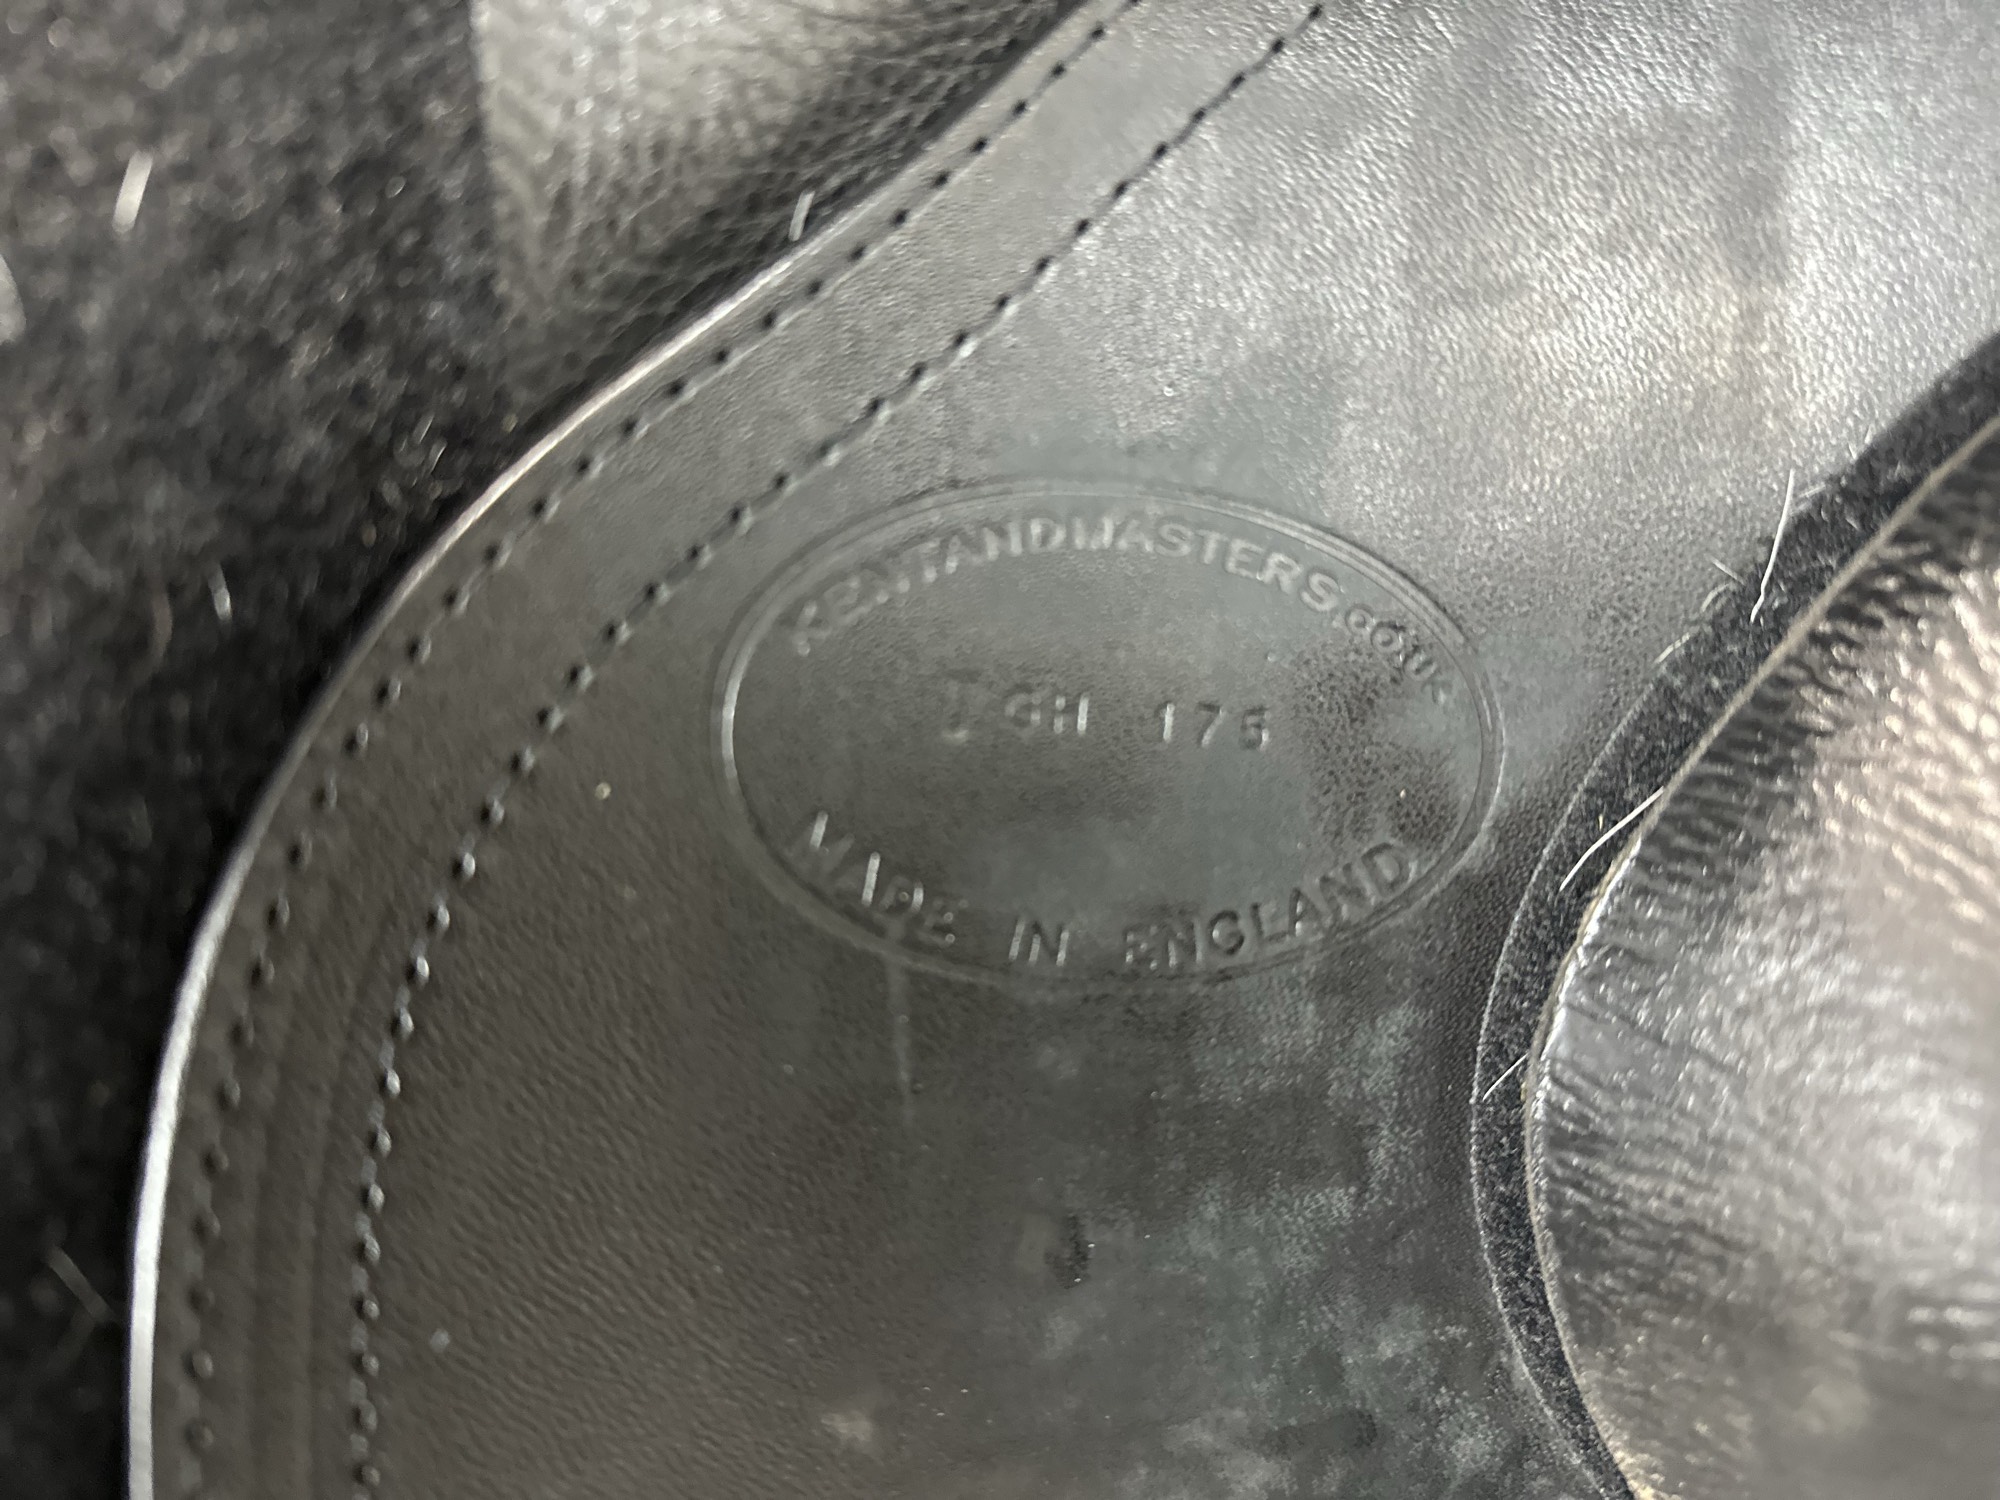 KENTANDMASTERS.CO.UK
GH 175
MADE IN ENGLAND